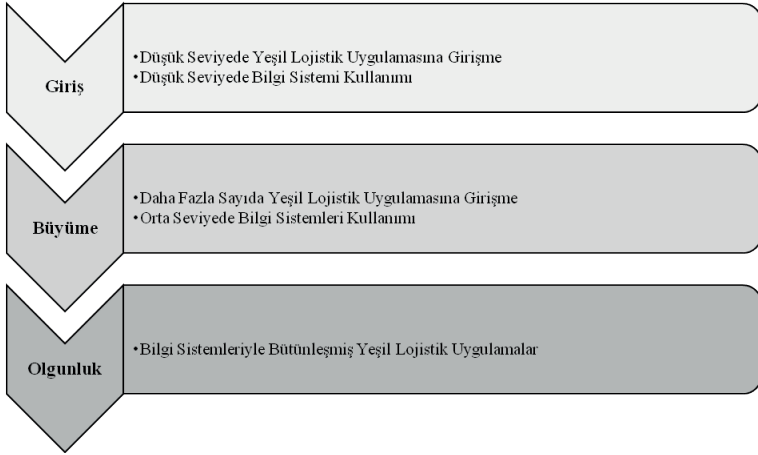 Giriş
•Düşük Seviyede Yeşil Lojistik Uygulamasına Girişme
•Düşük Seviyede Bilgi Sistemi Kullanımı
Büyüme
•Daha Fazla Sayıda Yeşil Lojistik Uygulamasına Girişme
•Orta Seviyede Bilgi Sistemleri Kullanımı
Olgunluk
•Bilgi Sistemleriyle Bütünleşmiş Yeşil Lojistik Uygulamalar